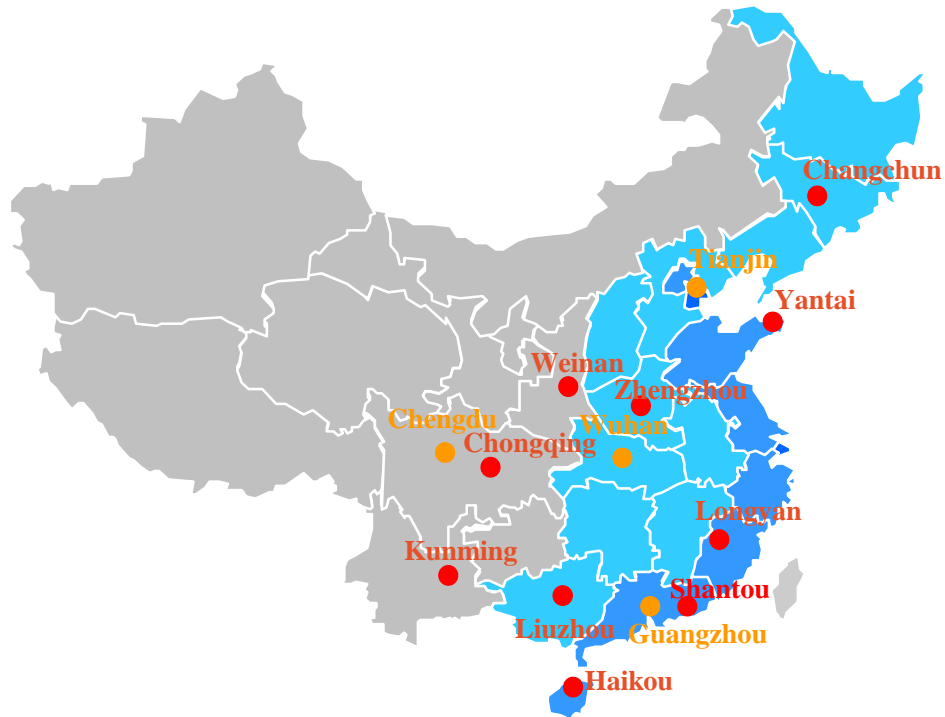 Changchun
Tianjin
Yantai
Weinan
Zhengzhou
Chengdu
Wuhan
Chongqing
Longyan
Kunming
Shantou
Liuzhou
Guangzhou
Haikou